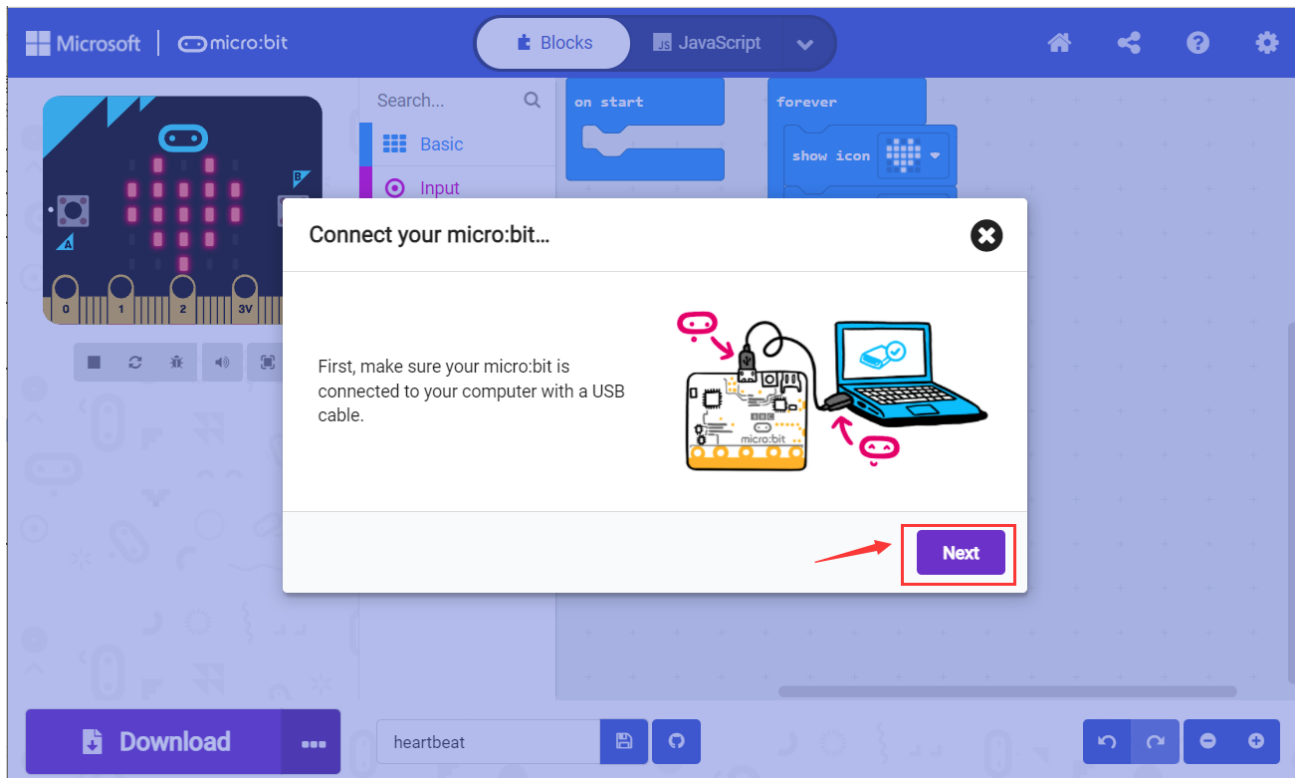 Microsoft micro:bit Blocks JS JavaScript
Search...
Basic
Input
on start
forever
show icon
B
A
0 1 2 3V
Connect your micro:bit...
First, make sure your micro:bit is
connected to your computer with a USB
cable.
BBC
micro:bit
Next
Download
heartbeat